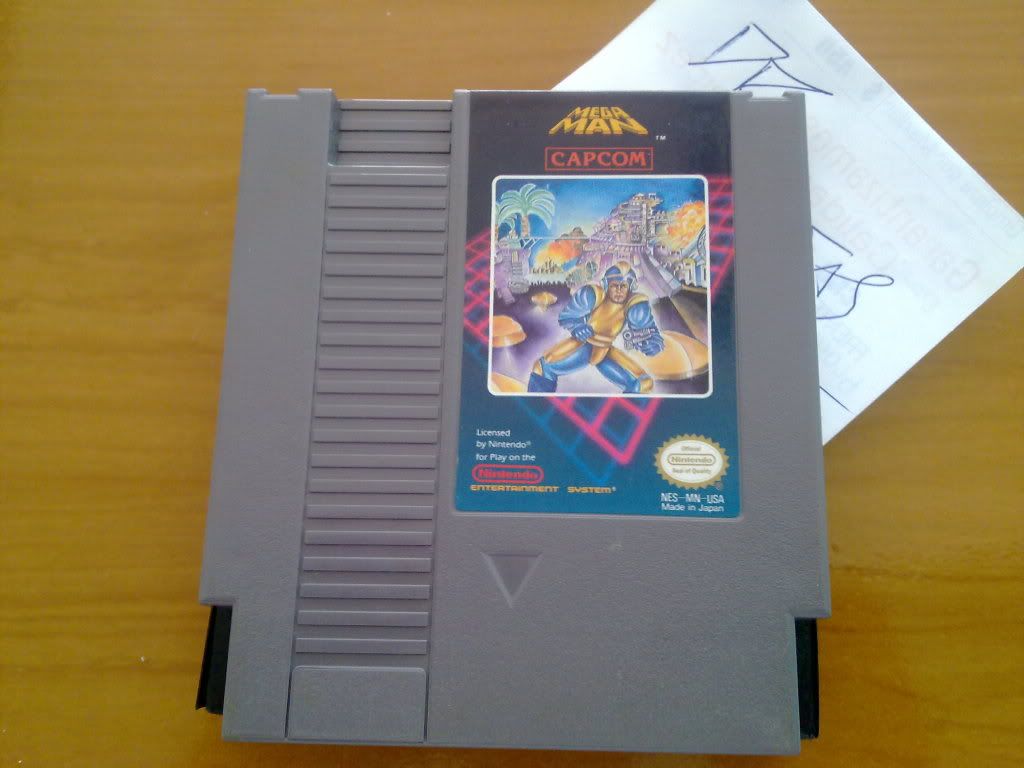 MEGA
MAN
TM
CAPCOM
Licensed
by Nintendo®
for Play on the
Nintendo
ENTERTAINMENT SYSTEM®
Official
Nintendo
Seal of Quality
NES-MN-USA
Made in Japan